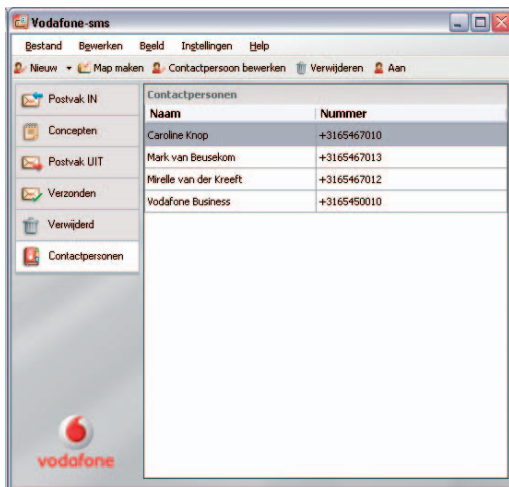 Vodafone-sms
Bestand Bewerken Beeld Instellingen Help
Nieuw Map maken Contactpersoon bewerken Verwijderen Aan
Postvak IN
Concepten
Postvak UIT
Verzonden
Verwijderd
Contactpersonen
Contactpersonen
Naam Nummer
Caroline Knop +3165467010
Mark van Beusekom +3165467013
Mirelle van der Kreeft +3165467012
Vodafone Business +3165450010
vodafone